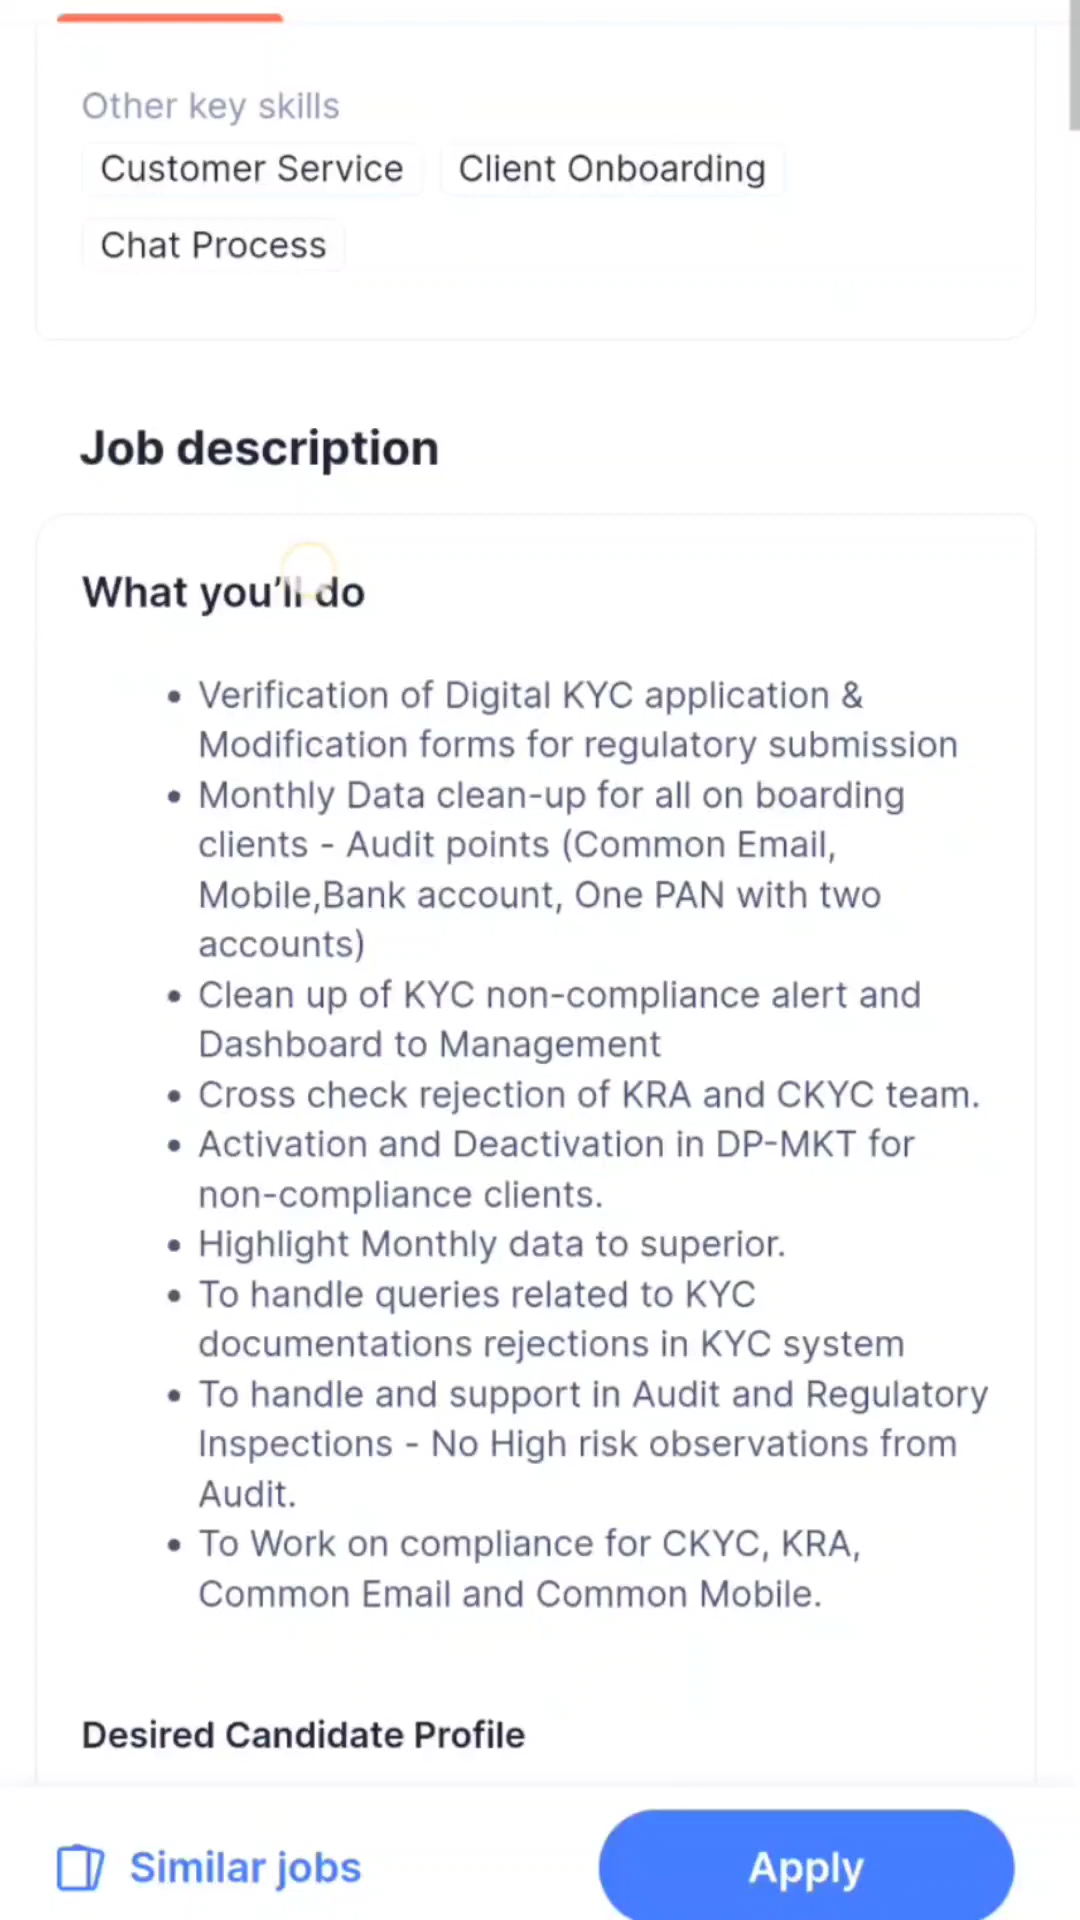 Other key skills
Customer Service
Client Onboarding
Chat Process
Job description
What you'll do
• Verification of Digital KYC application &
Modification forms for regulatory submission
• Monthly Data clean-up for all on boarding
clients - Audit points (Common Email,
Mobile,Bank account, One PAN with two
accounts)
• Clean up of KYC non-compliance alert and
Dashboard to Management
• Cross check rejection of KRA and CKYC team.
• Activation and Deactivation in DP-MKT for
non-compliance clients.
• Highlight Monthly data to superior.
• To handle queries related to KYC
documentations rejections in KYC system
• To handle and support in Audit and Regulatory
Inspections - No High risk observations from
Audit.
• To Work on compliance for CKYC, KRA,
Common Email and Common Mobile.
Desired Candidate Profile
Similar jobs
Apply